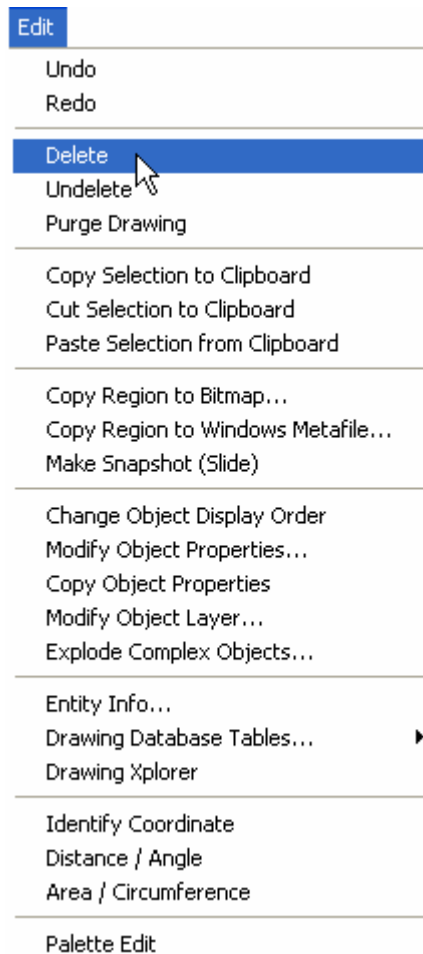 Edit
Undo
Redo
Delete
Undelete
Purge Drawing
Copy Selection to Clipboard
Cut Selection to Clipboard
Paste Selection from Clipboard
Copy Region to Bitmap...
Copy Region to Windows Metafile...
Make Snapshot (Slide)
Change Object Display Order
Modify Object Properties...
Copy Object Properties
Modify Object Layer...
Explode Complex Objects...
Entity Info...
Drawing Database Tables...
Drawing Xplorer
Identify Coordinate
Distance / Angle
Area / Circumference
Palette Edit